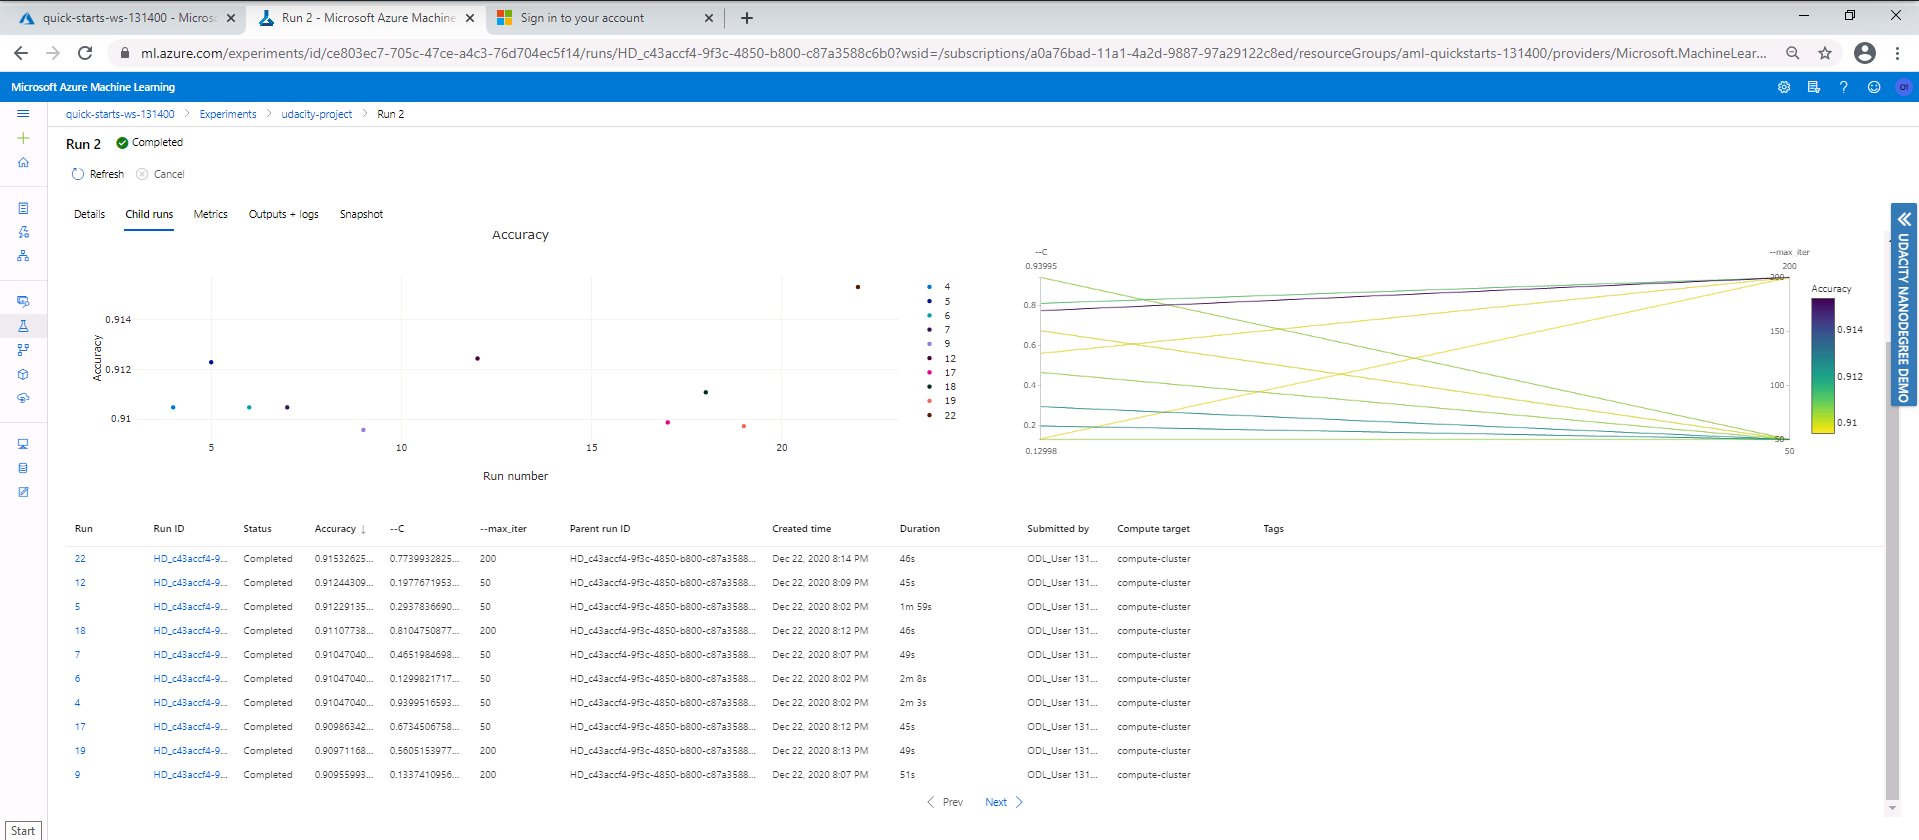 quick-starts-ws-131400 - Micros
Run 2 - Microsoft Azure Machine
Sign in to your account
ml.azure.com/experiments/id/ce803ec7-705c-47ce-a4c3-76d704ec5f14/runs/HD_c43accf4-9f3c-4850-b800-c87a3588c6b0?wsid=/subscriptions/a0a76bad-11a1-4a2d-9887-97a29122c8ed/resourceGroups/aml-quickstarts-131400/providers/Microsoft.MachineLear...
Microsoft Azure Machine Learning
quick-starts-ws-131400 > Experiments > udacity-project > Run 2
Run 2 Completed
Refresh Cancel
Details Child runs Metrics Outputs + logs Snapshot
Accuracy
Accuracy
0.914
0.912
0.91
5 10 15 20
Run number
4
5
6
7
9
12
17
18
19
22
--C --max_iter
0.93995 200
200
0.8
0.6
0.4
0.2
150
100
50
0.12998 50
Accuracy
0.914
0.912
0.91
UDACITY NANODEGREE DEMO
Run Run ID Status Accuracy ↓ --C --max_iter Parent run ID Created time Duration Submitted by Compute target Tags
22 HD_c43accf4-9... Completed 0.91532625... 0.7739932825... 200 HD_c43accf4-9f3c-4850-b800-c87a3588... Dec 22, 2020 8:14 PM 46s ODL_User 131... compute-cluster
12 HD_c43accf4-9... Completed 0.91244309... 0.1977671953... 50 HD_c43accf4-9f3c-4850-b800-c87a3588... Dec 22, 2020 8:09 PM 45s ODL_User 131... compute-cluster
5 HD_c43accf4-9... Completed 0.91229135... 0.2937836690... 50 HD_c43accf4-9f3c-4850-b800-c87a3588... Dec 22, 2020 8:02 PM 1m 59s ODL_User 131... compute-cluster
18 HD_c43accf4-9... Completed 0.91107738... 0.8104750877... 200 HD_c43accf4-9f3c-4850-b800-c87a3588... Dec 22, 2020 8:12 PM 46s ODL_User 131... compute-cluster
7 HD_c43accf4-9... Completed 0.91047040... 0.4651984698... 50 HD_c43accf4-9f3c-4850-b800-c87a3588... Dec 22, 2020 8:07 PM 49s ODL_User 131... compute-cluster
6 HD_c43accf4-9... Completed 0.91047040... 0.1299821717... 50 HD_c43accf4-9f3c-4850-b800-c87a3588... Dec 22, 2020 8:02 PM 2m 8s ODL_User 131... compute-cluster
4 HD_c43accf4-9... Completed 0.91047040... 0.9399516593... 50 HD_c43accf4-9f3c-4850-b800-c87a3588... Dec 22, 2020 8:02 PM 2m 3s ODL_User 131... compute-cluster
17 HD_c43accf4-9... Completed 0.90986342... 0.6734506758... 50 HD_c43accf4-9f3c-4850-b800-c87a3588... Dec 22, 2020 8:12 PM 45s ODL_User 131... compute-cluster
19 HD_c43accf4-9... Completed 0.90971168... 0.5605153977... 200 HD_c43accf4-9f3c-4850-b800-c87a3588... Dec 22, 2020 8:13 PM 49s ODL_User 131... compute-cluster
9 HD_c43accf4-9... Completed 0.90955993... 0.1337410956... 200 HD_c43accf4-9f3c-4850-b800-c87a3588... Dec 22, 2020 8:07 PM 51s ODL_User 131... compute-cluster
< Prev Next >
Start